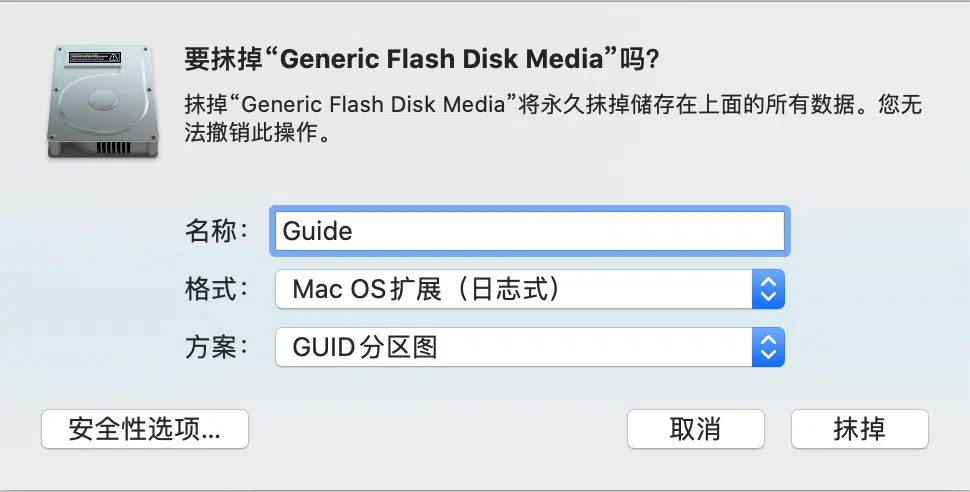 要抹掉“Generic Flash Disk Media”吗？
抹掉“Generic Flash Disk Media”将永久抹掉储存在上面的所有数据。您无
法撤销此操作。
名称： Guide
格式： Mac OS扩展（日志式）
方案： GUID分区图
安全性选项... 取消 抹掉